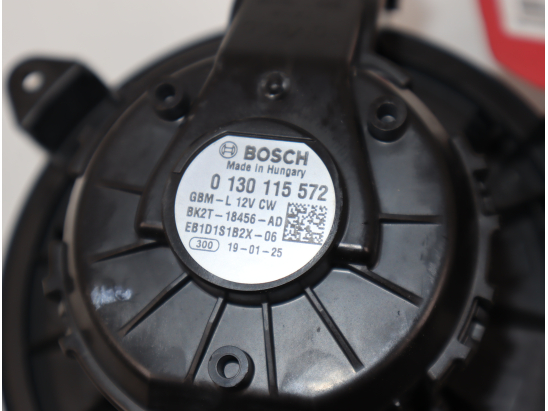 BOSCH
Made in Hungary
0 130 115 572
GBM-L 12V CW
BK2T-18456-AD
EB1D1S1B2X-06
300 19-01-25